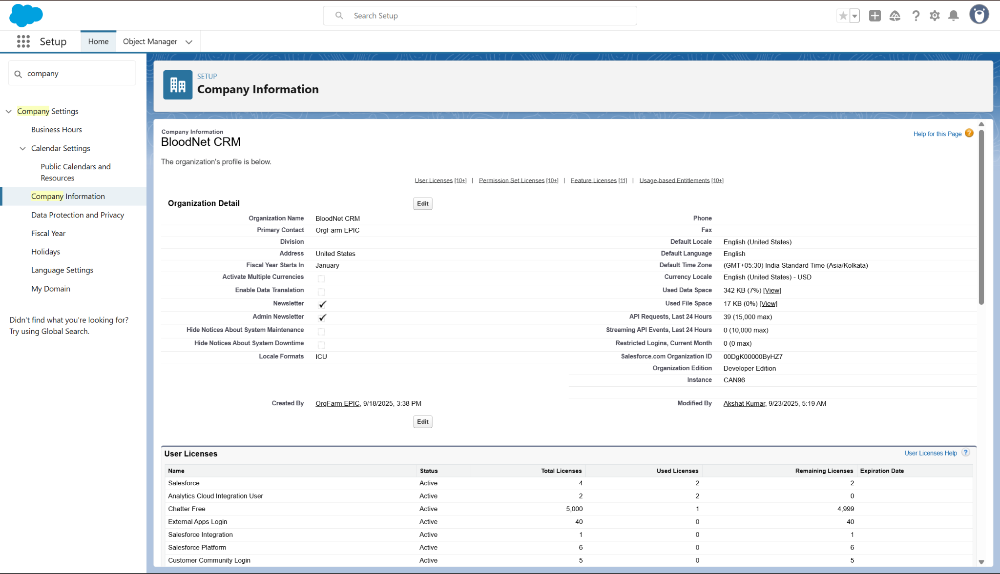 Search Setup
Setup
Home
Object Manager
company
Company Settings
Business Hours
Calendar Settings
Public Calendars and
Resources
Company Information
Data Protection and Privacy
Fiscal Year
Holidays
Language Settings
My Domain
Didn't find what you're looking for?
Try using Global Search.
SETUP
Company Information
Company Information
BloodNet CRM
Help for this Page
The organization's profile is below.
User Licenses [10+] | Permission Set Licenses [10+] | Feature Licenses [11] | Usage-based Entitlements [10+]
Organization Detail Edit
Organization Name BloodNet CRM Phone
Primary Contact OrgFarm EPIC Fax
Division Default Locale English (United States)
Address United States Default Language English
Fiscal Year Starts In January Default Time Zone (GMT+05:30) India Standard Time (Asia/Kolkata)
Activate Multiple Currencies Currency Locale English (United States) - USD
Enable Data Translation Used Data Space 342 KB (7%) [View]
Newsletter Used File Space 17 KB (0%) [View]
Admin Newsletter API Requests, Last 24 Hours 39 (15,000 max)
Hide Notices About System Maintenance Streaming API Events, Last 24 Hours 0 (10,000 max)
Hide Notices About System Downtime Restricted Logins, Current Month 0 (0 max)
Locale Formats ICU Salesforce.com Organization ID 00DgK00000ByHZ7
Organization Edition Developer Edition
Instance CAN96
Created By OrgFarm EPIC, 9/18/2025, 3:38 PM Modified By Akshat Kumar, 9/23/2025, 5:19 AM
Edit
User Licenses User Licenses Help ?
Name Status Total Licenses Used Licenses Remaining Licenses Expiration Date
Salesforce Active 4 2 2
Analytics Cloud Integration User Active 2 2 0
Chatter Free Active 5,000 1 4,999
External Apps Login Active 40 0 40
Salesforce Integration Active 1 0 1
Salesforce Platform Active 6 0 6
Customer Community Login Active 5 0 5